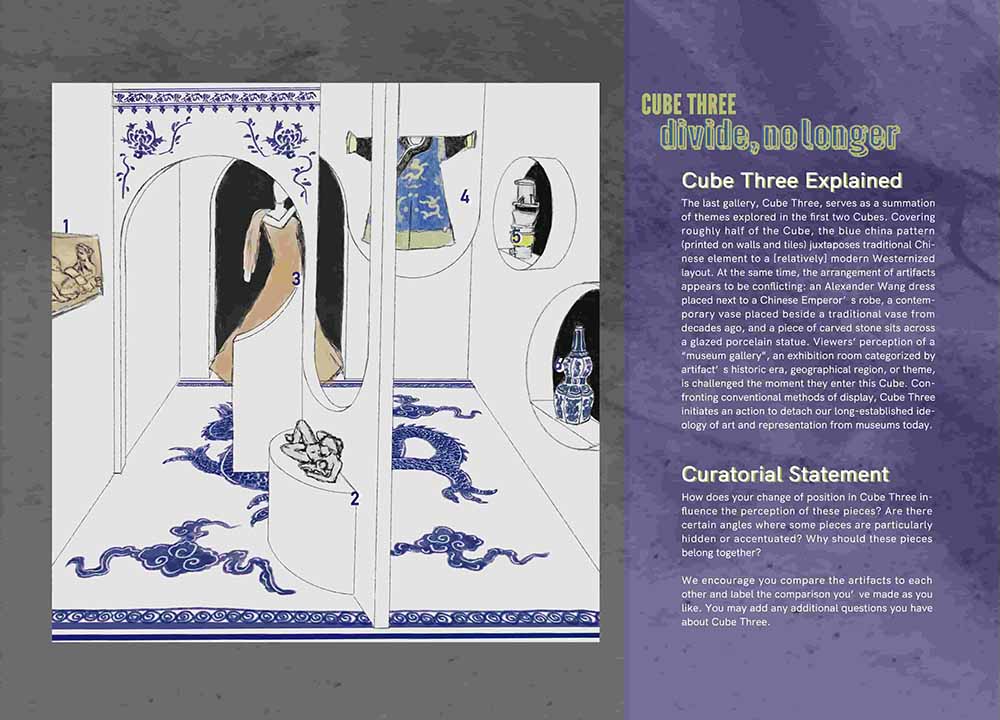 CUBE THREE
divide, no longer
Cube Three Explained
The last gallery, Cube Three, serves as a summation
of themes explored in the first two Cubes. Covering
roughly half of the Cube, the blue china pattern
(printed on walls and tiles) juxtaposes traditional Chi-
nese element to a [relatively] modern Westernized
layout. At the same time, the arrangement of artifacts
appears to be conflicting: an Alexander Wang dress
placed next to a Chinese Emperor’ s robe, a contem-
porary vase placed beside a traditional vase from
decades ago, and a piece of carved stone sits across
a glazed porcelain statue. Viewers’ perception of a
“museum gallery”, an exhibition room categorized by
artifact’ s historic era, geographical region, or theme,
is challenged the moment they enter this Cube. Con-
fronting conventional methods of display, Cube Three
initiates an action to detach our long-established ide-
ology of art and representation from museums today.
Curatorial Statement
How does your change of position in Cube Three in-
fluence the perception of these pieces? Are there
certain angles where some pieces are particularly
hidden or accentuated? Why should these pieces
belong together?
We encourage you compare the artifacts to each
other and label the comparison you’ ve made as you
like. You may add any additional questions you have
about Cube Three.
1
2
3
4
5